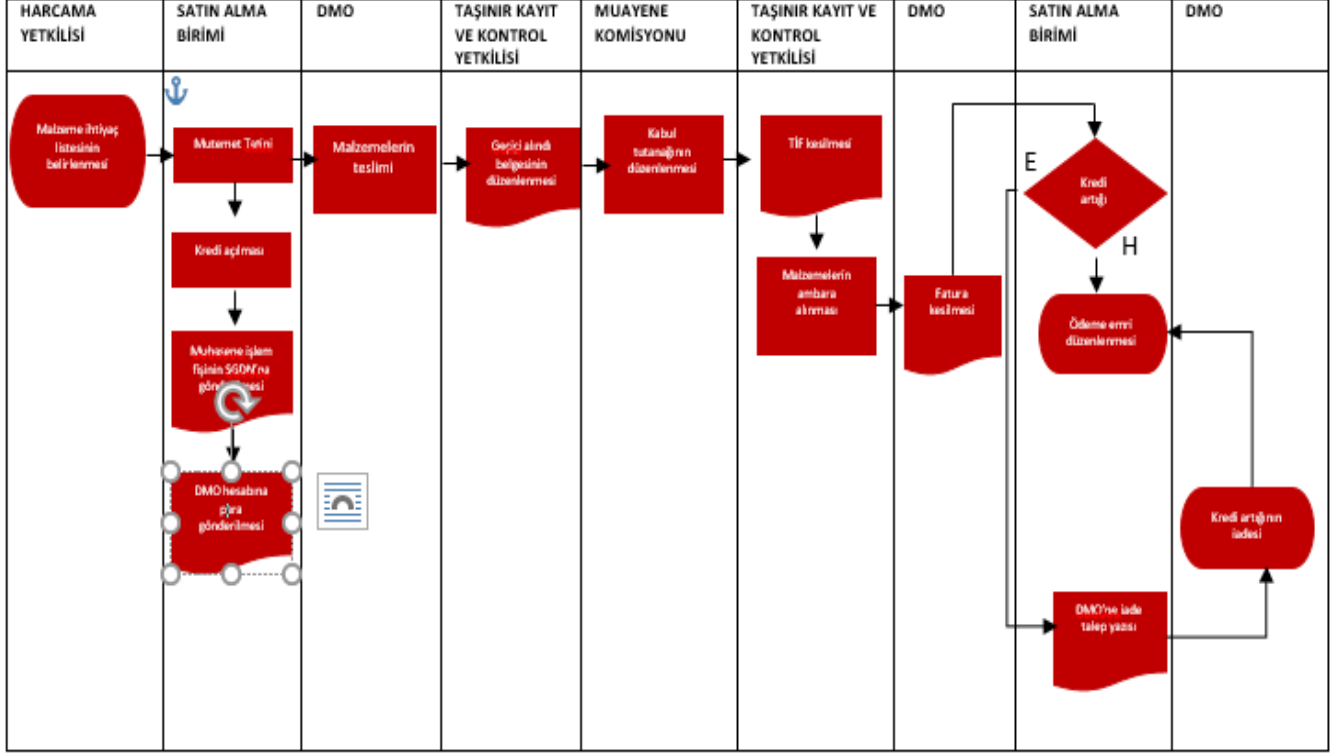 HARCAMA
YETKİLİSİ
SATIN ALMA
BİRİMİ
DMO
TAŞINIR KAYIT
VE KONTROL
YETKİLİSİ
MUAYENE
KOMİSYONU
TAŞINIR KAYIT VE
KONTROL
YETKİLİSİ
DMO
SATIN ALMA
BİRİMİ
DMO
Malzeme ihtiyaç
listesinin
belirlenmesi
Mutemet
Kredi açılması
işlem
fişinin
DMO hesabına
para
gönderilmesi
Malzemelerin
teslimi
Geçici alındı
belgesinin
düzenlenmesi
Kabul
tutanağının
düzenlenmesi
TİF kesilmesi
Malzemelerin
ambara
alınması
Fatura
kesilmesi
E
Kredi
artığı
H
Ödeme emri
düzenlenmesi
DMO'ne iade
talep yazısı
Kredi artığının
iadesi